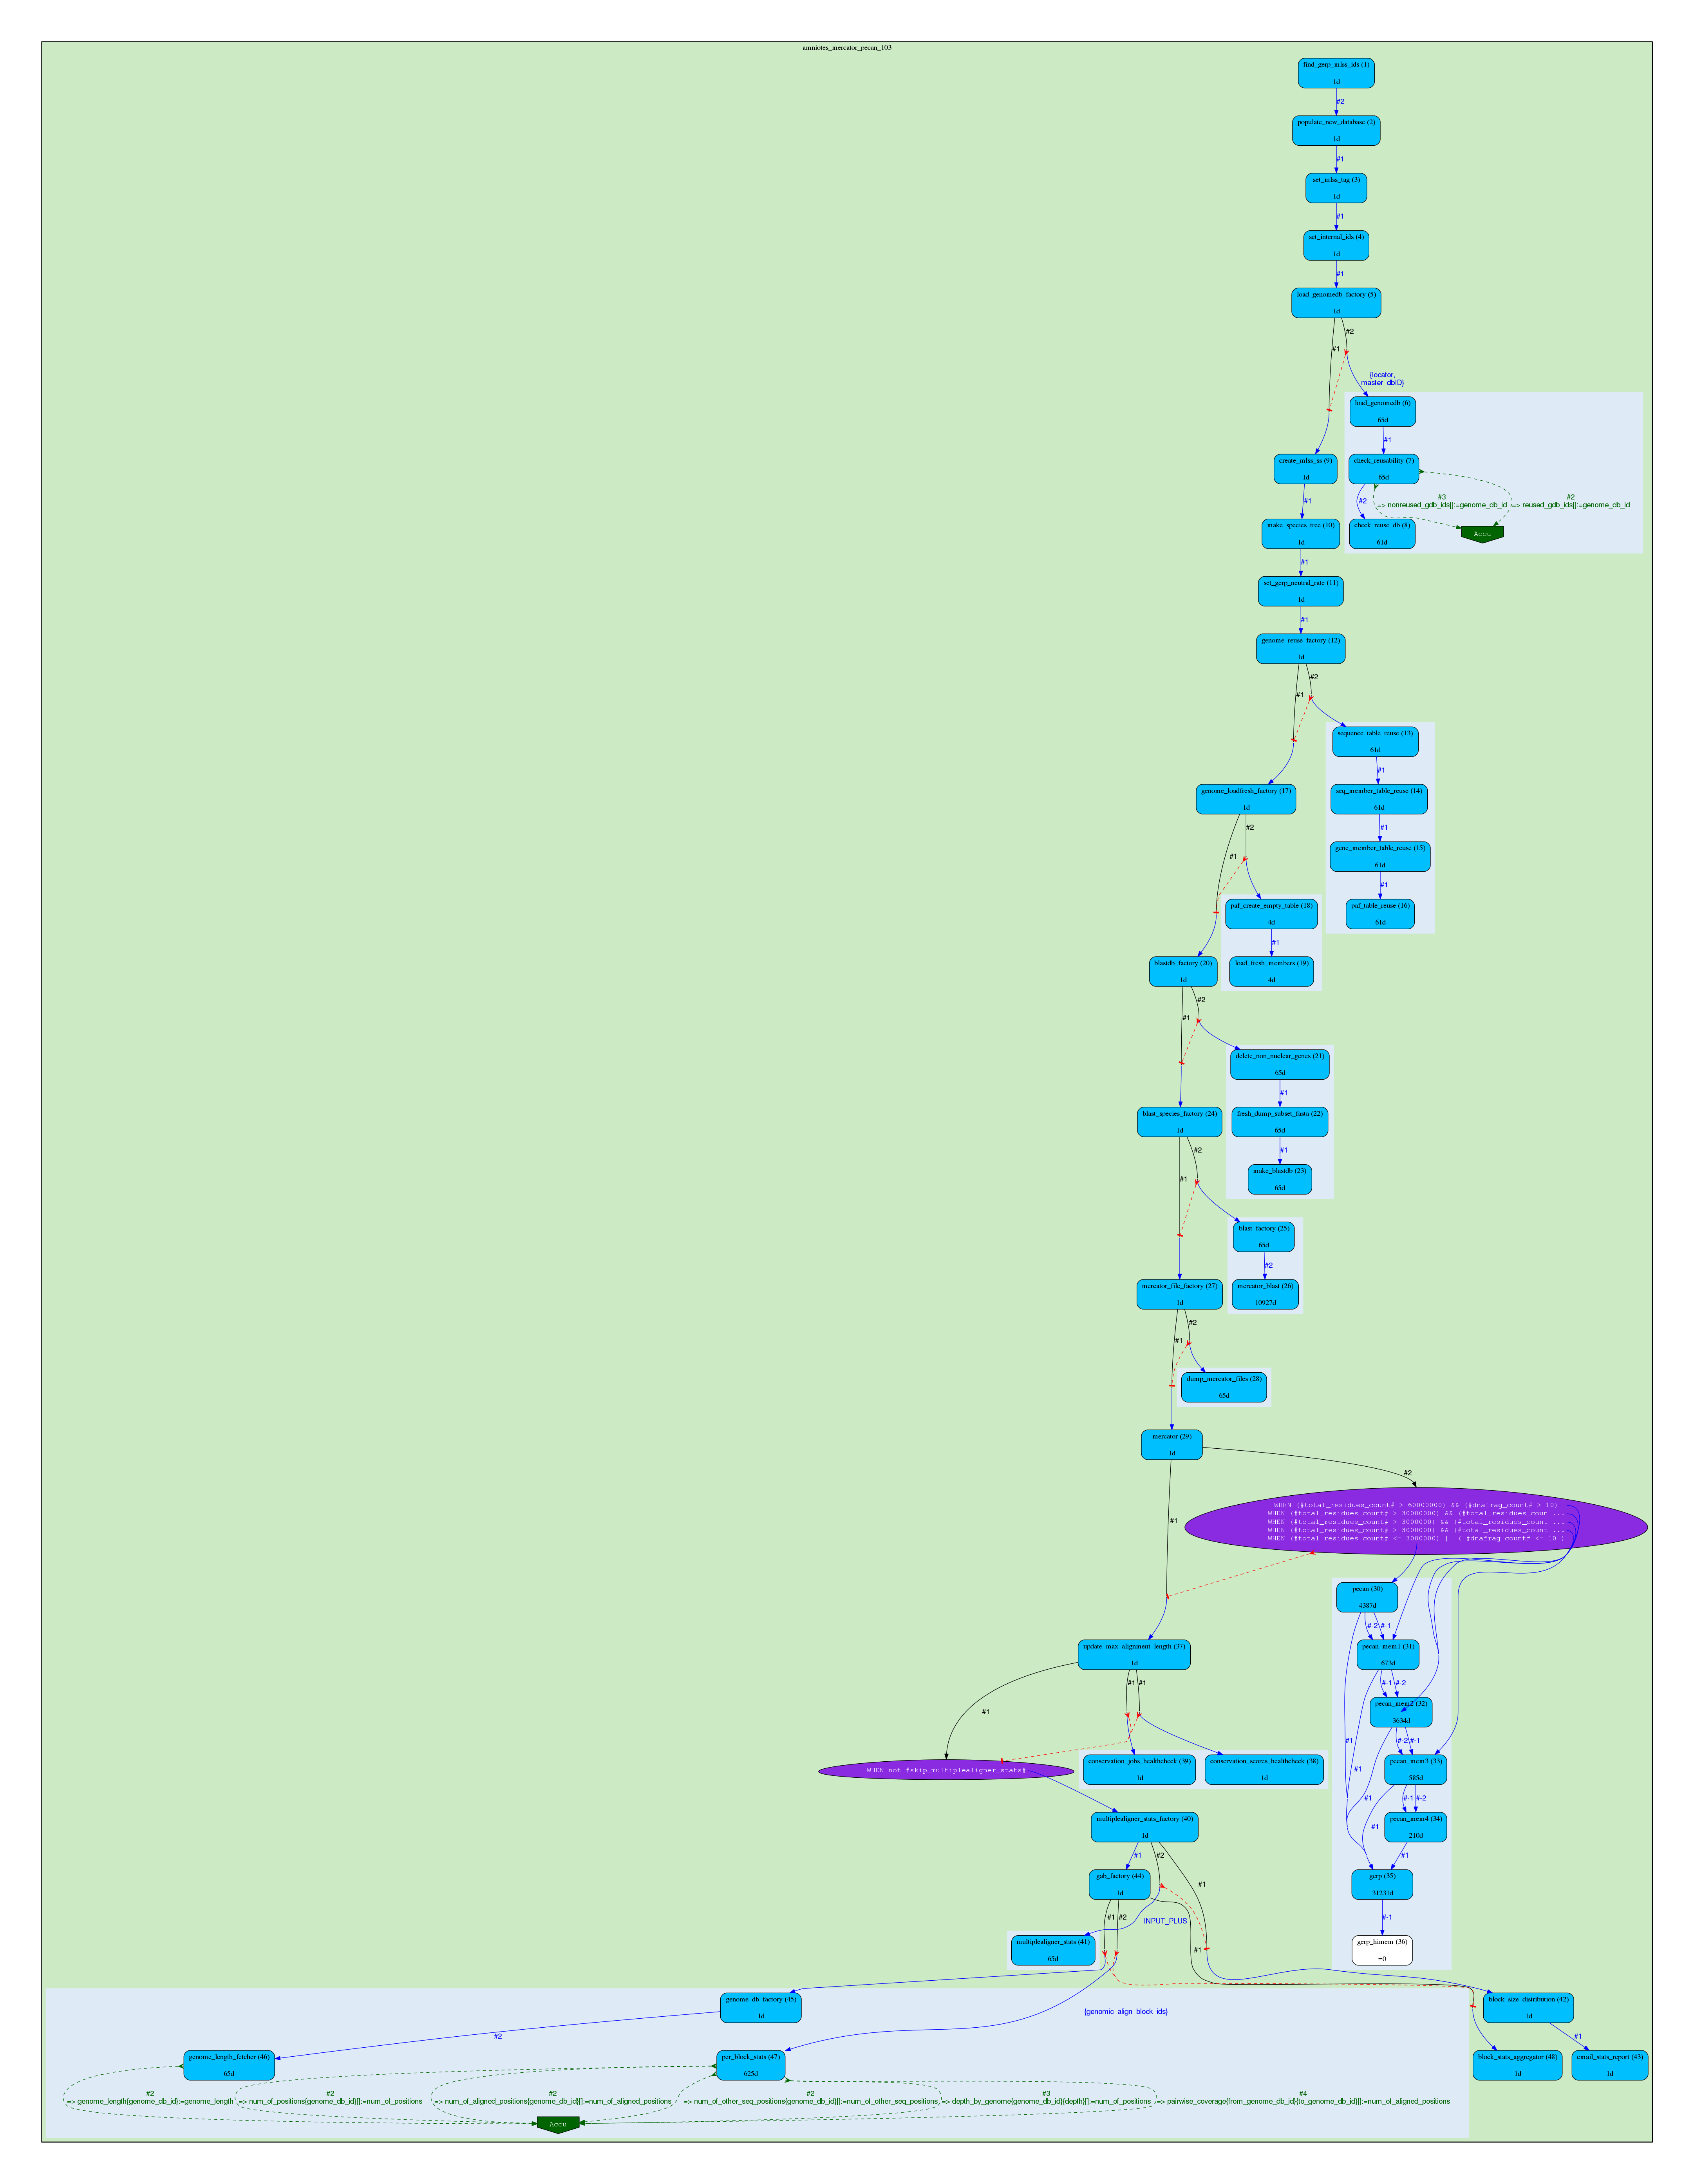 amniotes_mercator_pecan_103
find_gerp_mlss_ids (1)
1d
#2
populate_new_database (2)
1d
#1
set_mlss_tag (3)
1d
#1
set_internal_ids (4)
1d
#1
load_genomedb_factory (5)
1d
#2
#1
{locator,
master_dbID}
load_genomedb (6)
65d
#1
check_reusability (7)
65d
#2
#3
=> nonreused_gdb_ids[]:=genome_db_id
#2
=> reused_gdb_ids[]:=genome_db_id
check_reuse_db (8)
61d
Accu
create_mlss_ss (9)
1d
#1
make_species_tree (10)
1d
#1
set_gerp_neutral_rate (11)
1d
#1
genome_reuse_factory (12)
1d
#2
#1
sequence_table_reuse (13)
61d
#1
seq_member_table_reuse (14)
61d
#1
gene_member_table_reuse (15)
61d
#1
paf_table_reuse (16)
61d
genome_loadfresh_factory (17)
1d
#2
#1
paf_create_empty_table (18)
4d
#1
load_fresh_members (19)
4d
blastdb_factory (20)
1d
#2
#1
delete_non_nuclear_genes (21)
65d
#1
fresh_dump_subset_fasta (22)
65d
#1
make_blastdb (23)
65d
blast_species_factory (24)
1d
#2
#1
blast_factory (25)
65d
#2
mercator_blast (26)
10927d
mercator_file_factory (27)
1d
#2
#1
dump_mercator_files (28)
65d
mercator (29)
1d
#2
#1
WHEN (#total_residues_count# > 60000000) && (#dnafrag_count# > 10)
WHEN (#total_residues_count# > 30000000) && (#total_residues_coun ...
WHEN (#total_residues_count# > 3000000) && (#total_residues_count ...
WHEN (#total_residues_count# > 3000000) && (#total_residues_count ...
WHEN (#total_residues_count# <= 3000000) || ( #dnafrag_count# <= 10 )
pecan (30)
4387d
#-2
#-1
pecan_mem1 (31)
673d
#-1
#-2
pecan_mem2 (32)
3634d
#-2
#-1
pecan_mem3 (33)
585d
#-1
#-2
pecan_mem4 (34)
210d
#1
#1
#1
#1
#1
gerp (35)
31231d
#-1
gerp_himem (36)
=0
update_max_alignment_length (37)
1d
#1
#1
#1
conservation_jobs_healthcheck (39)
1d
conservation_scores_healthcheck (38)
1d
WHEN not #skip_multiplealigner_stats#
multiplealigner_stats_factory (40)
1d
#1
#2
#1
gab_factory (44)
1d
#1
#2
INPUT_PLUS
#1
multiplealigner_stats (41)
65d
genome_db_factory (45)
1d
{genomic_align_block_ids}
block_size_distribution (42)
1d
#2
#1
genome_length_fetcher (46)
65d
per_block_stats (47)
625d
block_stats_aggregator (48)
1d
email_stats_report (43)
1d
#2
=> genome_length{genome_db_id}:=genome_length
#2
=> num_of_positions{genome_db_id}[]:=num_of_positions
#2
=> num_of_aligned_positions{genome_db_id}[]:=num_of_aligned_positions
#2
=> num_of_other_seq_positions{genome_db_id}[]:=num_of_other_seq_positions
#3
=> depth_by_genome{genome_db_id}{depth}[]:=num_of_positions
#4
=> pairwise_coverage{from_genome_db_id}{to_genome_db_id}[]:=num_of_aligned_positions
Accu